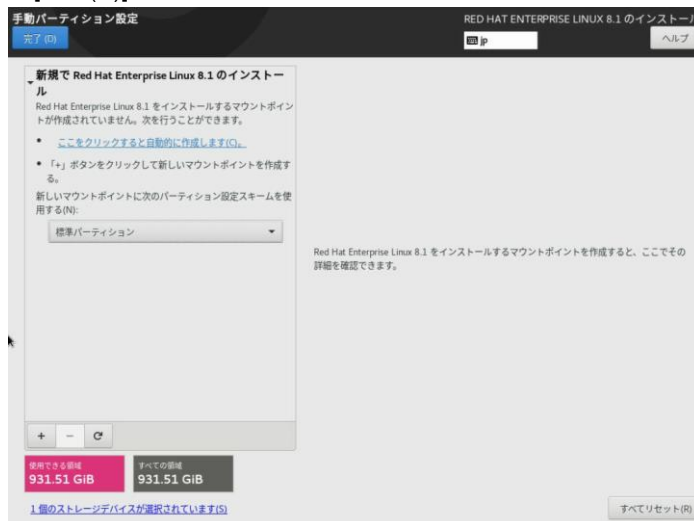 手動パーティション設定
RED HAT ENTERPRISE LINUX 8.1 のインストール
完了(D)
jp
ヘルプ
新規で Red Hat Enterprise Linux 8.1 のインストー
ル
Red Hat Enterprise Linux 8.1 をインストールするマウントポイン
トが作成されていません。次を行うことができます。
• ここをクリックすると自動的に作成します(C)。
• 「+」ボタンをクリックして新しいマウントポイントを作成す
る。
新しいマウントポイントに次のパーティション設定スキームを使
用する(N):
標準パーティション
Red Hat Enterprise Linux 8.1 をインストールするマウントポイントを作成すると、ここでその
詳細を確認できます。
+ − C
使用できる領域
931.51 GiB
すべての領域
931.51 GiB
1 個のストレージデバイスが選択されています(S)
すべてリセット(R)